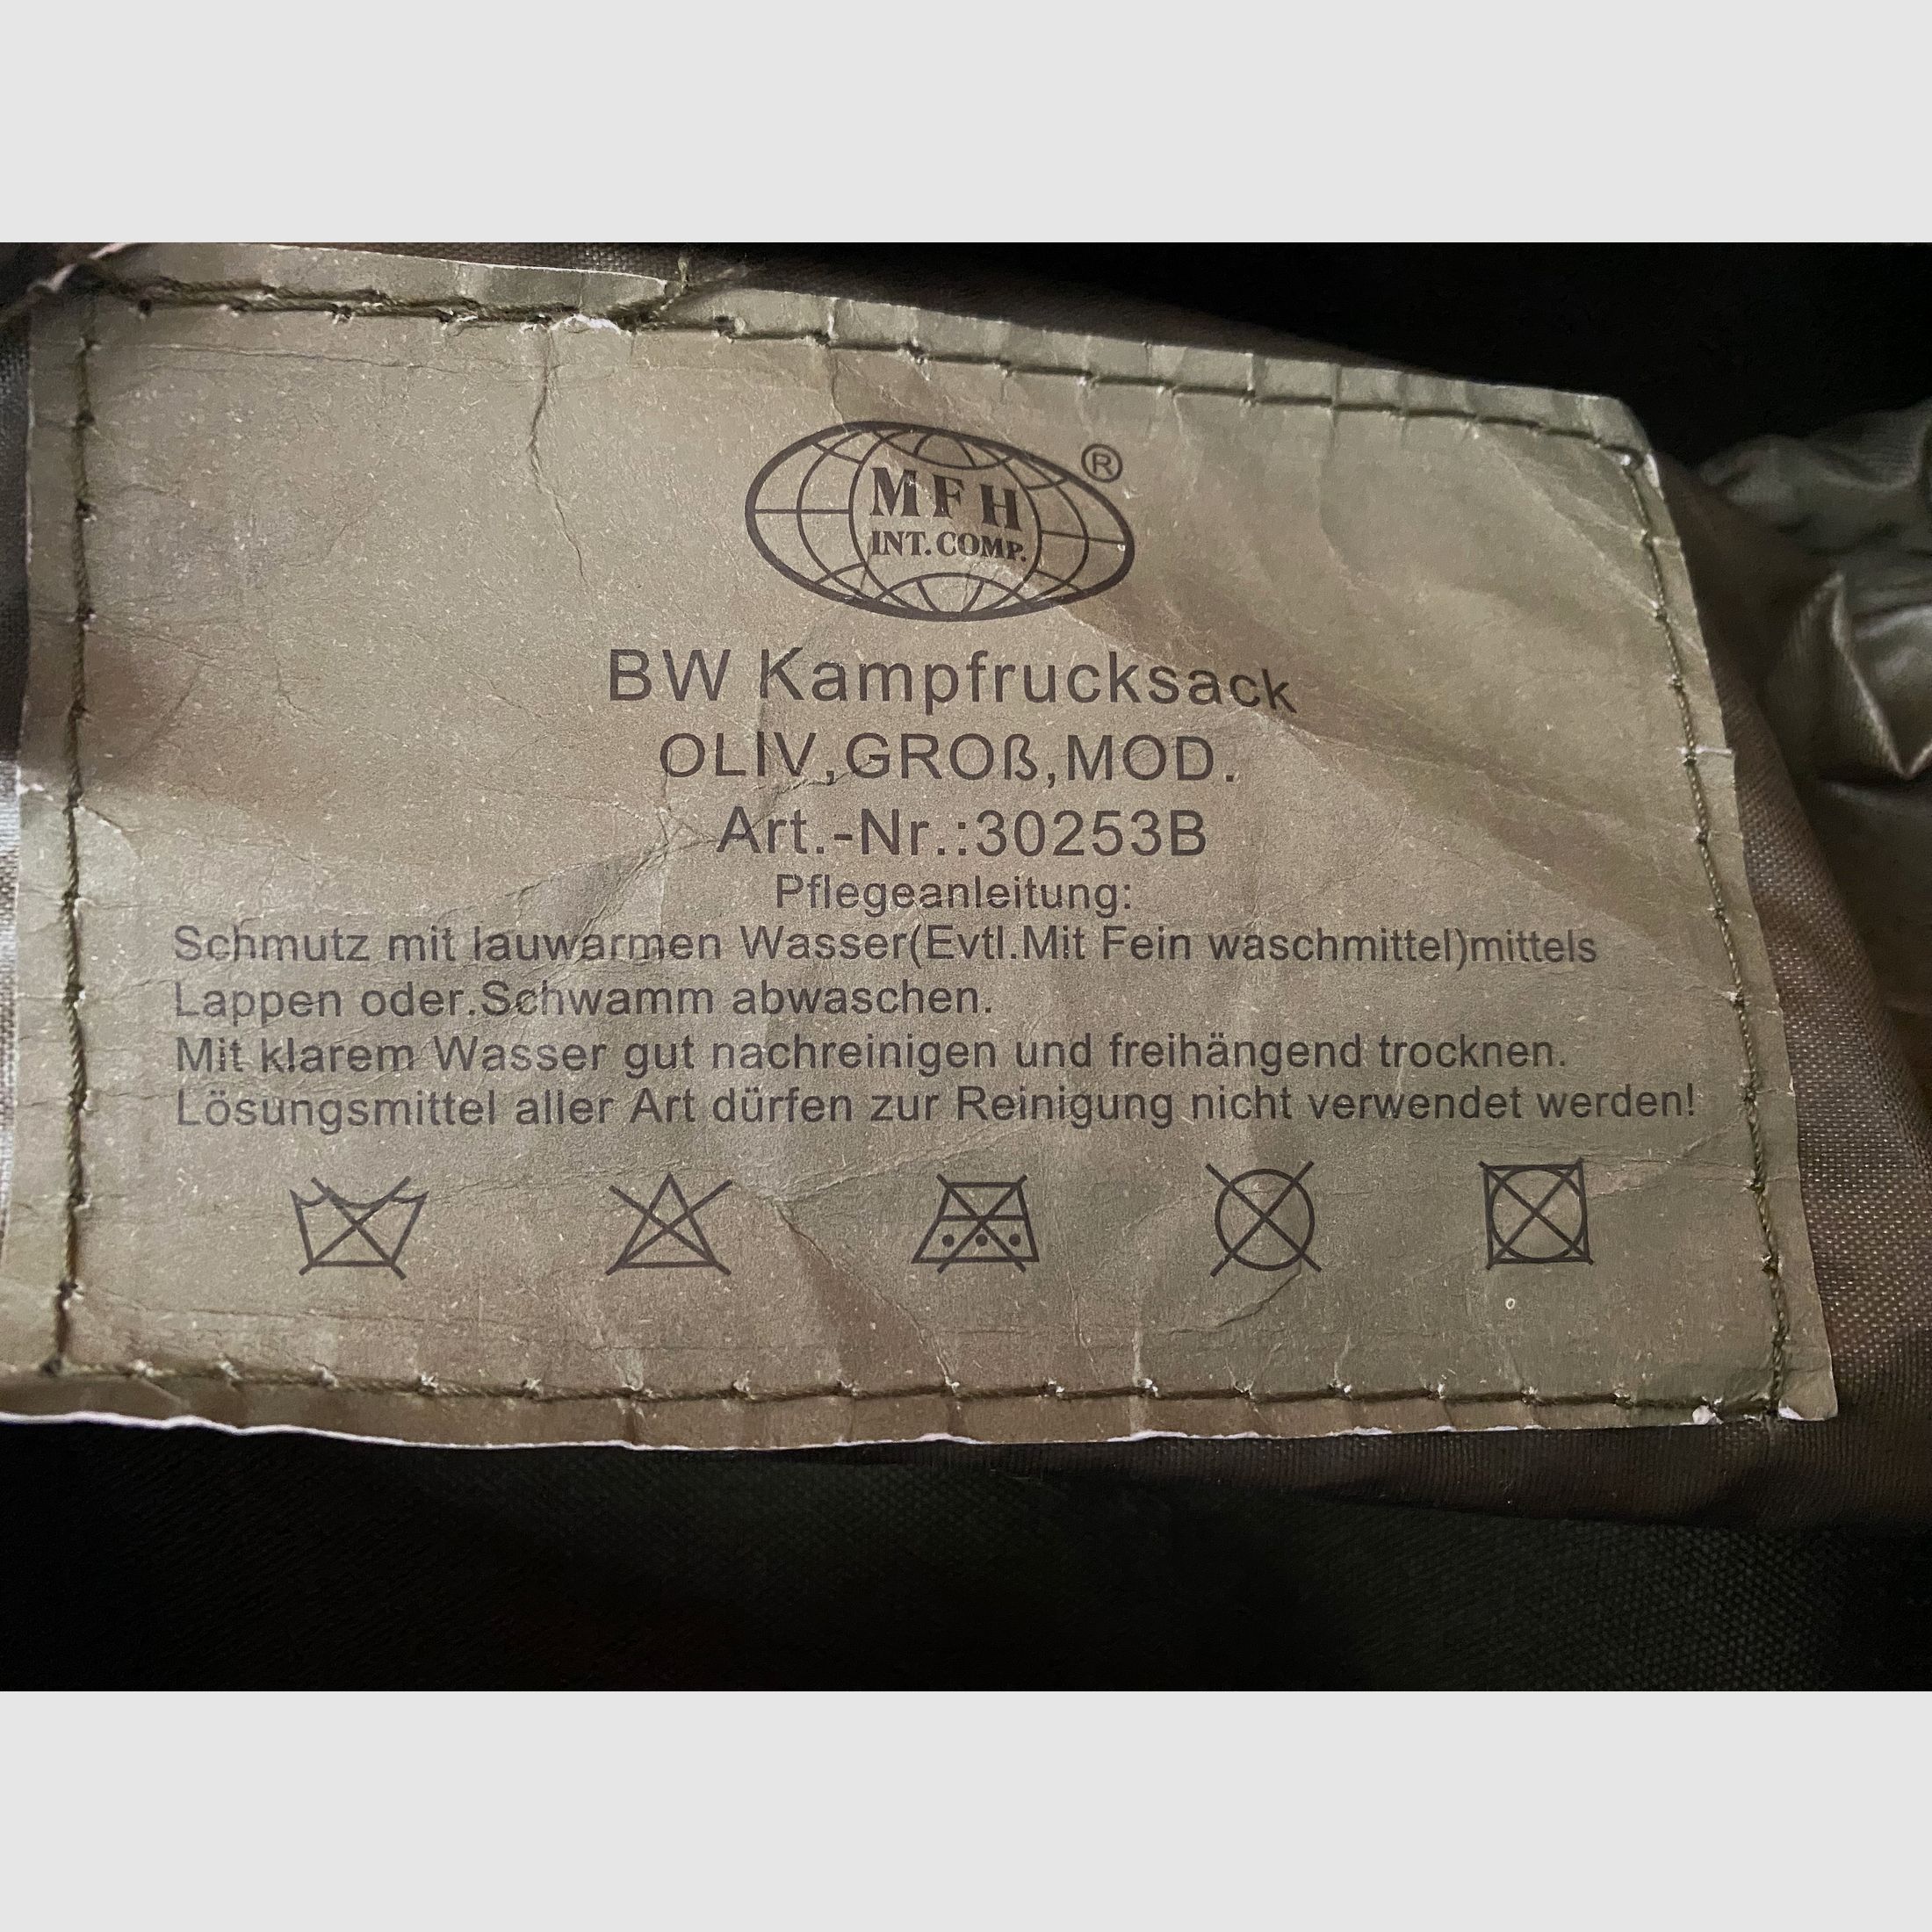 MFH
INT. COMP.
®
BW Kampfrucksack
OLIV,GROß,MOD.
Art.-Nr.:30253B
Pflegeanleitung:
Schmutz mit lauwarmen Wasser(Evtl.Mit Fein waschmittel)mittels
Lappen oder.Schwamm abwaschen.
Mit klarem Wasser gut nachreinigen und freihängend trocknen.
Lösungsmittel aller Art dürfen zur Reinigung nicht verwendet werden!